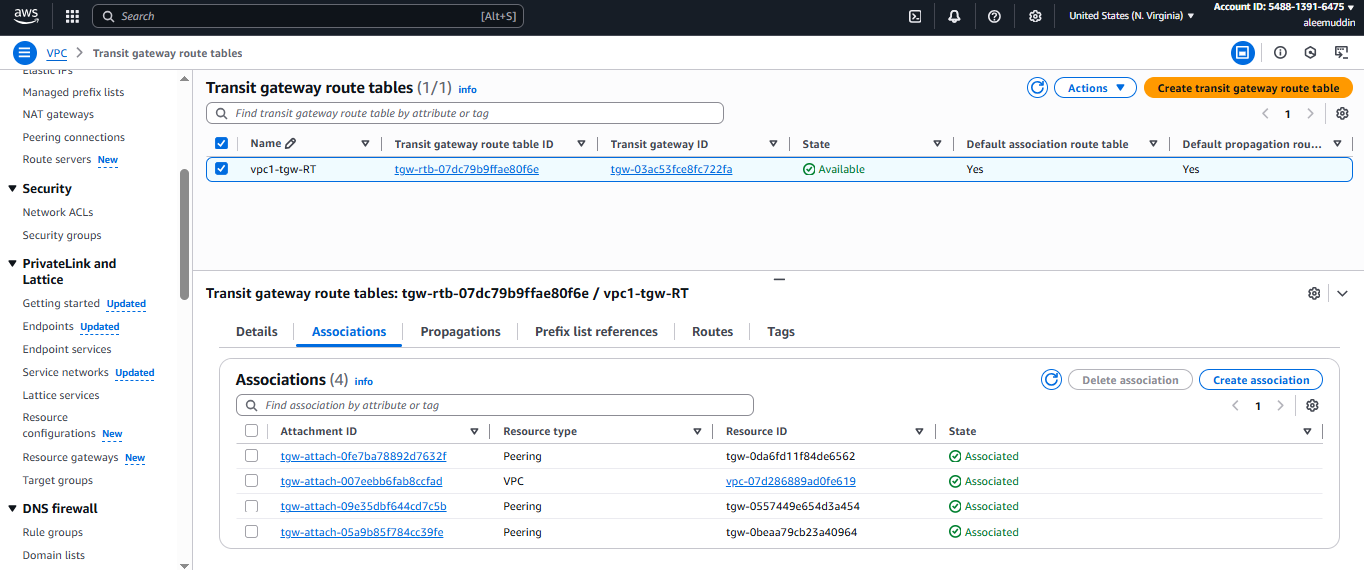 aws
Search [Alt+S]
United States (N. Virginia)
Account ID: 5488-1391-6475
aleemuddin
VPC > Transit gateway route tables
Elastic IPs
Managed prefix lists
NAT gateways
Peering connections
Route servers New
Security
Network ACLs
Security groups
PrivateLink and
Lattice
Getting started Updated
Endpoints Updated
Endpoint services
Service networks Updated
Lattice services
Resource
configurations New
Resource gateways New
Target groups
DNS firewall
Rule groups
Domain lists
Transit gateway route tables (1/1) info
Actions
Create transit gateway route table
Find transit gateway route table by attribute or tag
1
Name Transit gateway route table ID Transit gateway ID State Default association route table Default propagation rou...
vpc1-tgw-RT tgw-rtb-07dc79b9ffae80f6e tgw-03ac53fce8fc722fa Available Yes Yes
Transit gateway route tables: tgw-rtb-07dc79b9ffae80f6e / vpc1-tgw-RT
Details Associations Propagations Prefix list references Routes Tags
Associations (4) info
Delete association Create association
Find association by attribute or tag
1
Attachment ID Resource type Resource ID State
tgw-attach-0fe7ba78892d7632f Peering tgw-0da6fd11f84de6562 Associated
tgw-attach-007eebb6fab8ccfad VPC vpc-07d286889ad0fe619 Associated
tgw-attach-09e35dbf644cd7c5b Peering tgw-0557449e654d3a454 Associated
tgw-attach-05a9b85f784cc39fe Peering tgw-0beaa79cb23a40964 Associated